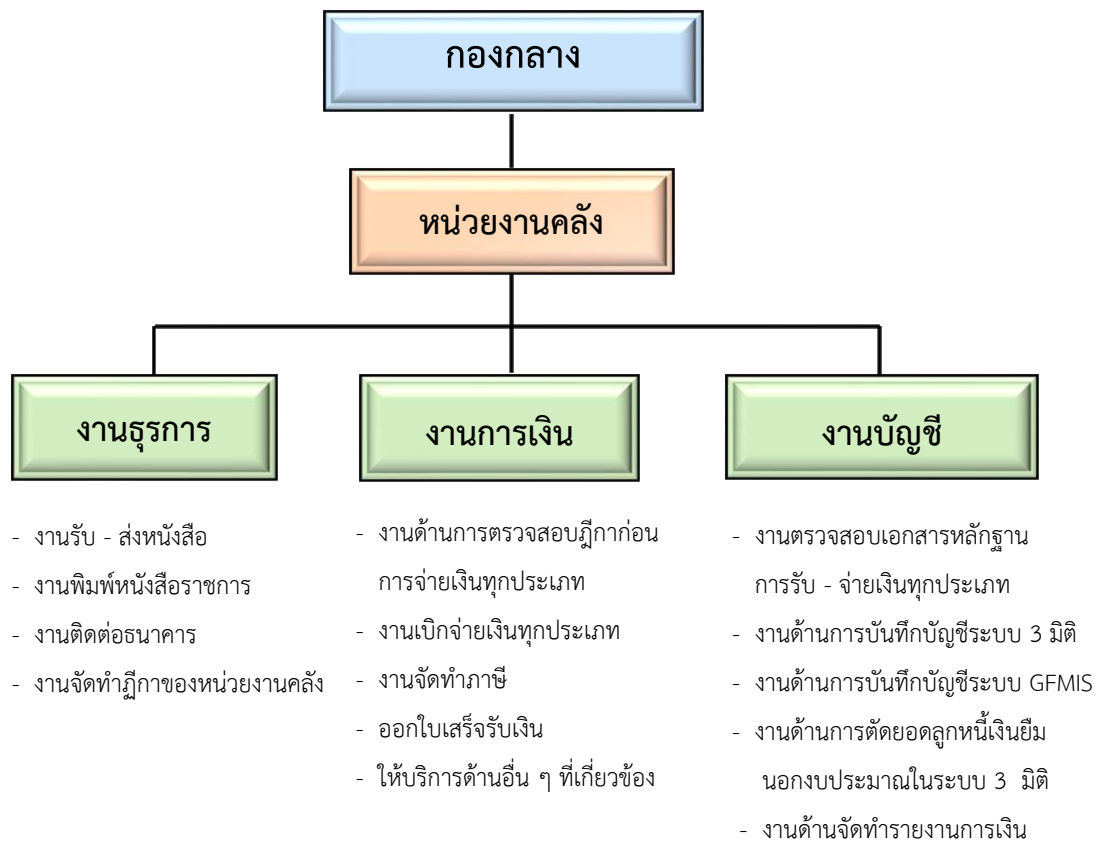 กองกลาง
หน่วยงานคลัง
งานธุรการ
- งานรับ - ส่งหนังสือ
- งานพิมพ์หนังสือราชการ
- งานติดต่อธนาคาร
- งานจัดทำฏีกาของหน่วยงานคลัง
งานการเงิน
- งานด้านการตรวจสอบฎีกาก่อน
การจ่ายเงินทุกประเภท
- งานเบิกจ่ายเงินทุกประเภท
- งานจัดทำภาษี
- ออกใบเสร็จรับเงิน
- ให้บริการด้านอื่น ๆ ที่เกี่ยวข้อง
งานบัญชี
- งานตรวจสอบเอกสารหลักฐาน
การรับ - จ่ายเงินทุกประเภท
- งานด้านการบันทึกบัญชีระบบ 3 มิติ
- งานด้านการบันทึกบัญชีระบบ GFMIS
- งานด้านการตัดยอดลูกหนี้เงินยืม
นอกงบประมาณในระบบ 3 มิติ
- งานด้านจัดทำรายงานการเงิน